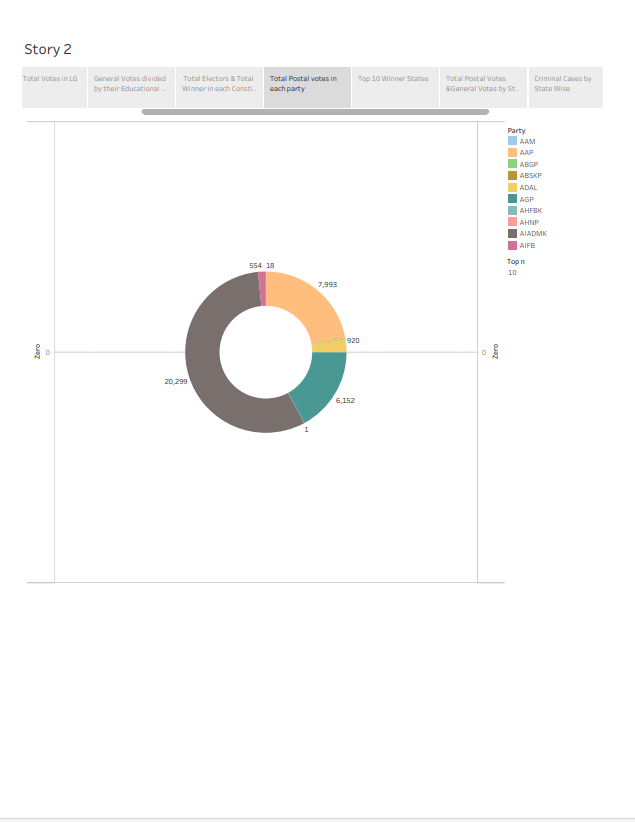 Story 2
Total Votes in LG
General Votes divided
by their Educational ..
Total Electors & Total
Winner in each Consti..
Total Postal votes in
each party
Top 10 Winner States
Total Postal Votes
&General Votes by St..
Criminal Cases by
State Wise
Party
AAM
AAP
ABGP
ABSKP
ADAL
AGP
AHFBK
AHNP
AIADMK
AIFB
Top n
10
554 18
7,993
920
Zero 0
0 Zero
20,299
6,152
1